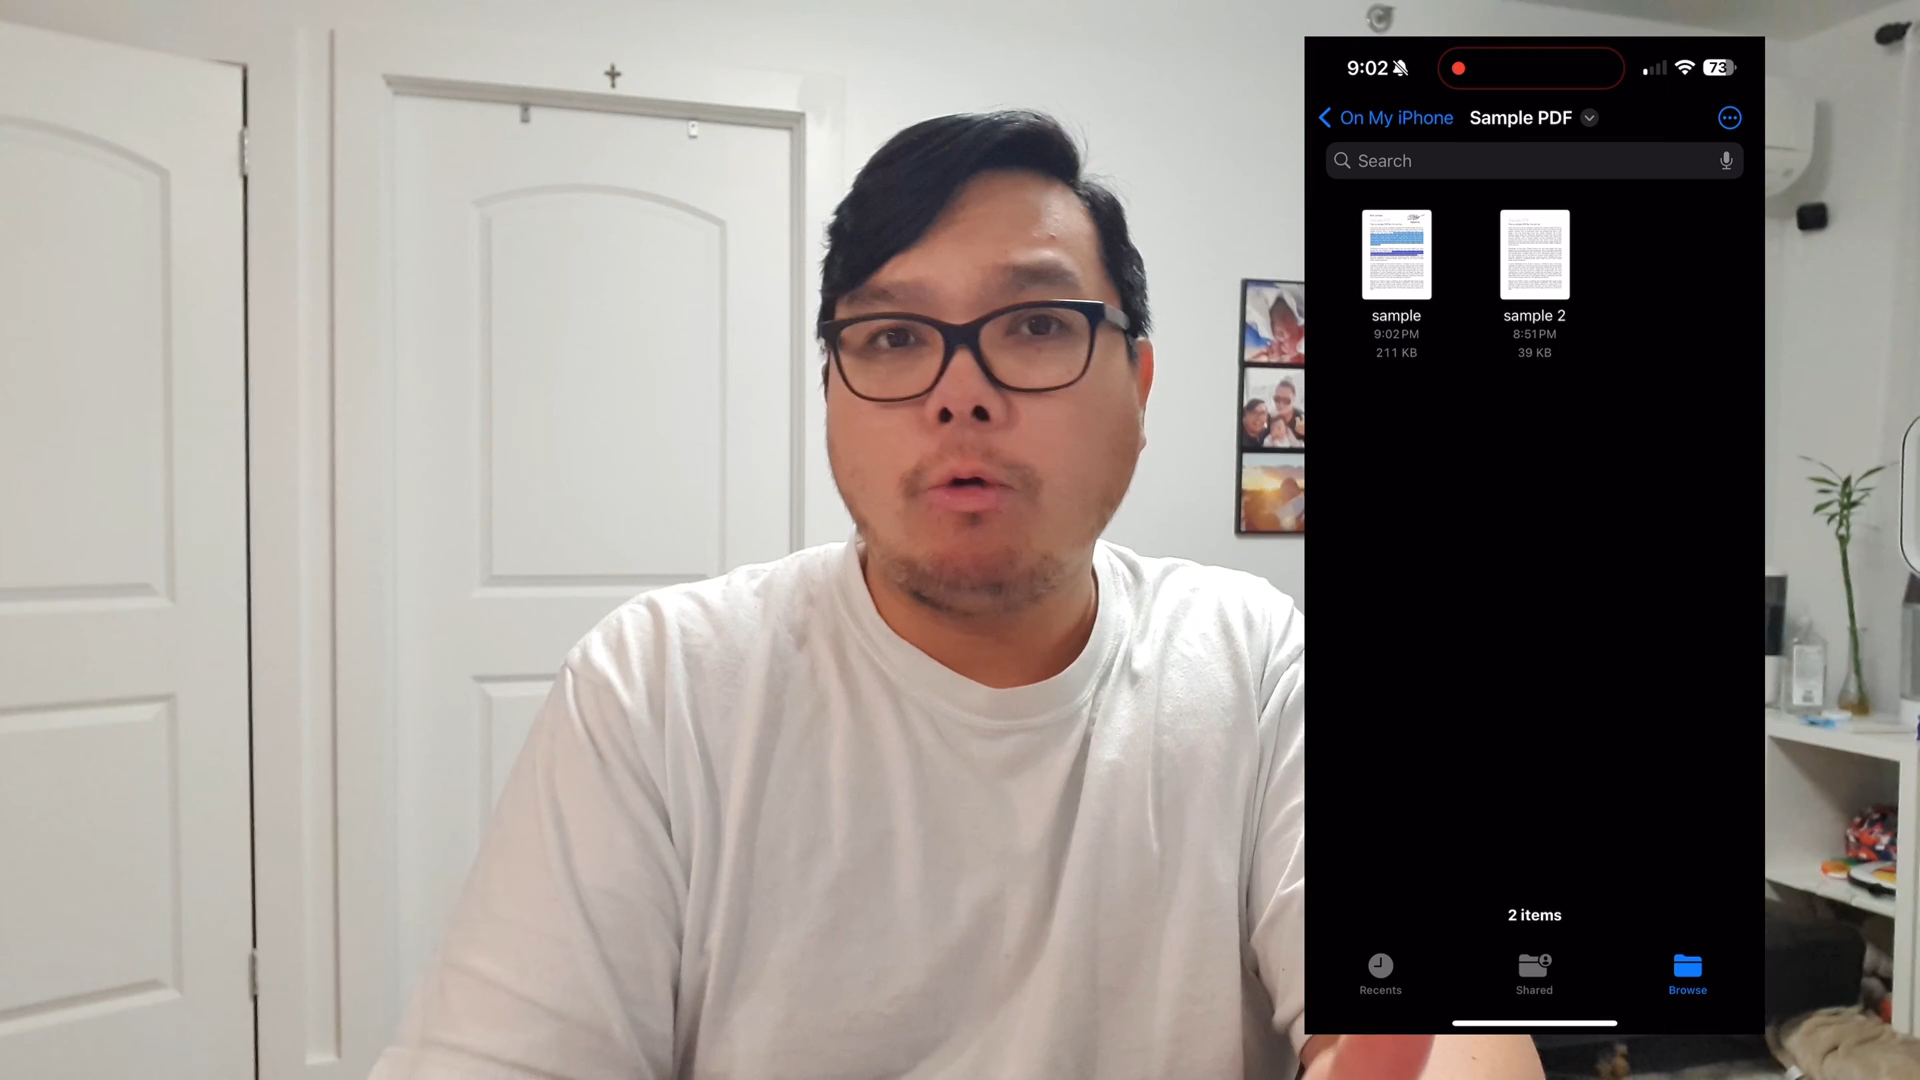 9:02
73
On My iPhone Sample PDF
Search
sample
9:02 PM
211 KB
sample 2
8:51 PM
39 KB
2 items
Recents
Shared
Browse